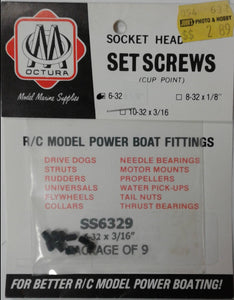 JOHN'S PHOTO & HOBBY
$$ 2.89
OCTURA
Model Marine Supplies
SOCKET HEAD
SET SCREWS
(CUP POINT)
6-32
8-32 x 1/8"
10-32 x 3/16
R/C MODEL POWER BOAT FITTINGS
DRIVE DOGS
STRUTS
RUDDERS
UNIVERSALS
FLYWHEELS
COLLARS
NEEDLE BEARINGS
MOTOR MOUNTS
PROPELLERS
WATER PICK-UPS
TAIL NUTS
THRUST BEARINGS
SS6329
6-32 x 3/16"
PACKAGE OF 9
FOR BETTER R/C MODEL POWER BOATING!